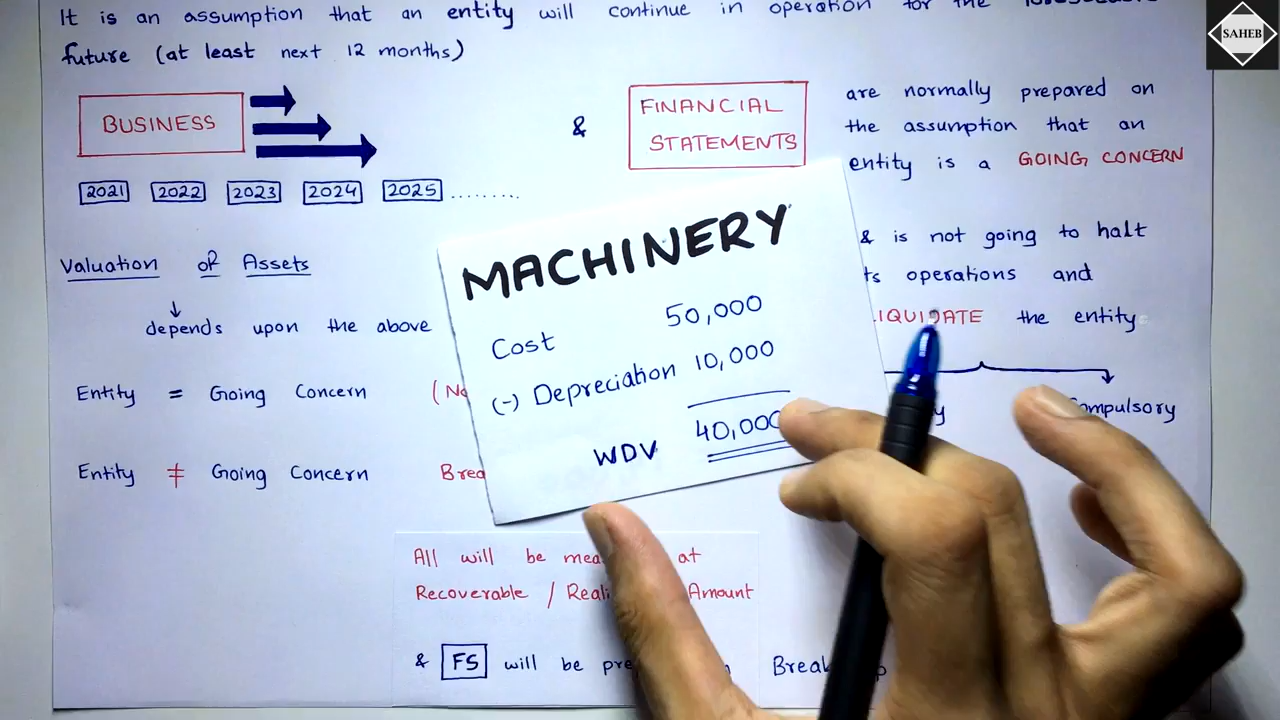 It is an assumption that an entity will continue in operation for the
future (at least next 12 months)
BUSINESS
2021 2022 2023 2024 2025 ........
&
FINANCIAL
STATEMENTS
are normally prepared on
the assumption that an
entity is a GOING CONCERN
& is not going to halt
operations and
the entity
Compulsory
Valuation of Assets
depends upon the above
Entity = Going Concern
Entity ≠ Going Concern
MACHINERY
Cost 50,000
(-) Depreciation 10,000
WDV 40,000
All will be at
Recoverable / Amount
& FS will be
SAHEB